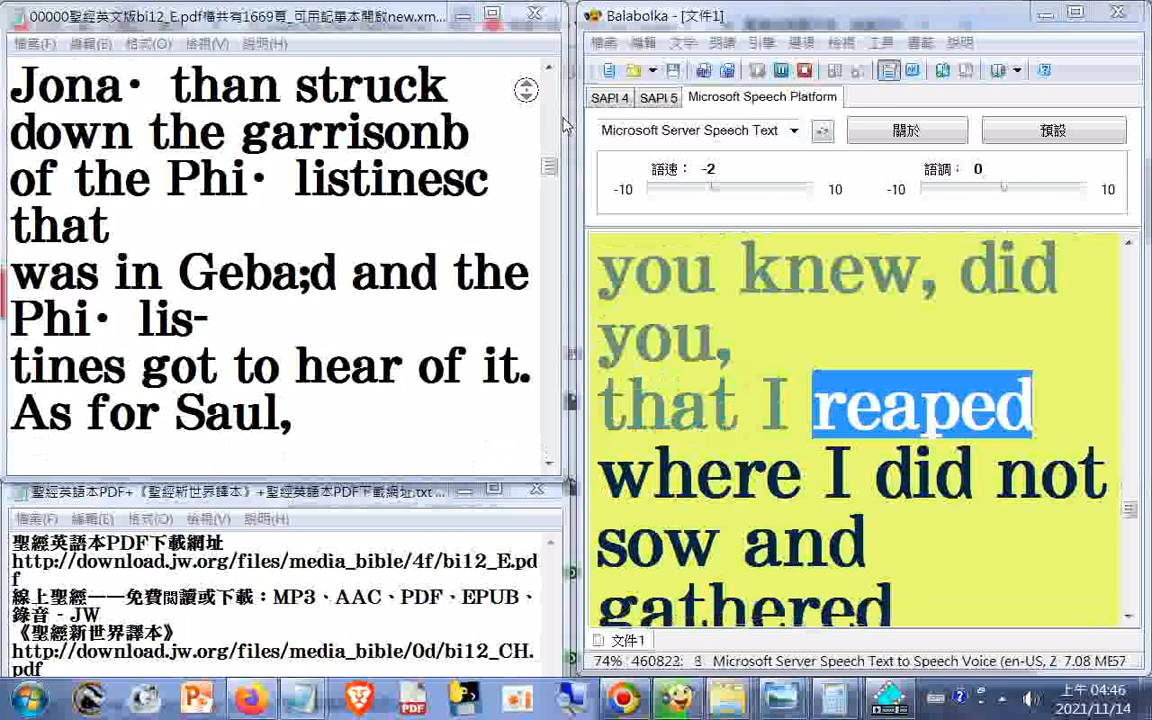 00000聖經英文版bi12_E.pdf檔共有1669頁_可用記事本開啟new.xm...
檔案(F) 編輯(E) 格式(O) 檢視(V) 說明(H)
Jona· than struck
down the garrisonb
of the Phi· listinesc
that
was in Geba;d and the
Phi· lis-
tines got to hear of it.
As for Saul,
聖經英語本PDF+《聖經新世界譯本》+聖經英語本PDF下載網址.txt ...
檔案(F) 編輯(E) 格式(O) 檢視(V) 說明(H)
聖經英語本PDF下載網址
http://download.jw.org/files/media_bible/4f/bi12_E.pd
f
線上聖經——免費閱讀或下載：MP3、AAC、PDF、EPUB、
錄音 - JW
《聖經新世界譯本》
http://download.jw.org/files/media_bible/0d/bi12_CH.
pdf
Balabolka - [文件1]
檔案 編輯 文字 朗讀 引擎 選項 檢視 工具 書籤 說明
SAPI 4 SAPI 5 Microsoft Speech Platform
Microsoft Server Speech Text 關於 預設
語速： -2 語調： 0
-10 10 -10 10
you knew, did
you,
that I reaped
where I did not
sow and
gathered
文件1
74% 460823: Microsoft Server Speech Text to Speech Voice (en-US, Z 7.08 ME57
上午 04:46
2021/11/14